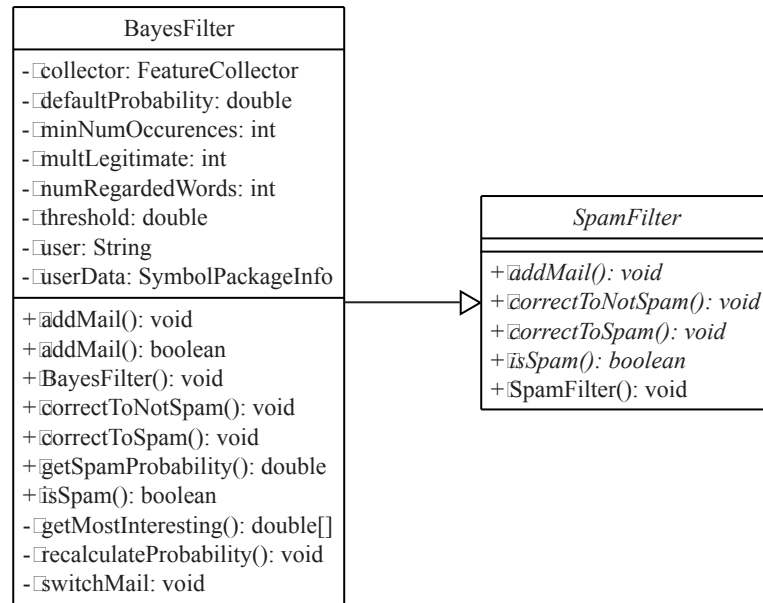 BayesFilter
- collector: FeatureCollector
- defaultProbability: double
- minNumOccurences: int
- multLegitimate: int
- numRegardedWords: int
- threshold: double
- user: String
- userData: SymbolPackageInfo
+ addMail(): void
+ addMail(): boolean
+ BayesFilter(): void
+ correctToNotSpam(): void
+ correctToSpam(): void
+ getSpamProbability(): double
+ isSpam(): boolean
- getMostInteresting(): double[]
- recalculateProbability(): void
- switchMail: void
SpamFilter
+ addMail(): void
+ correctToNotSpam(): void
+ correctToSpam(): void
+ isSpam(): boolean
+ SpamFilter(): void